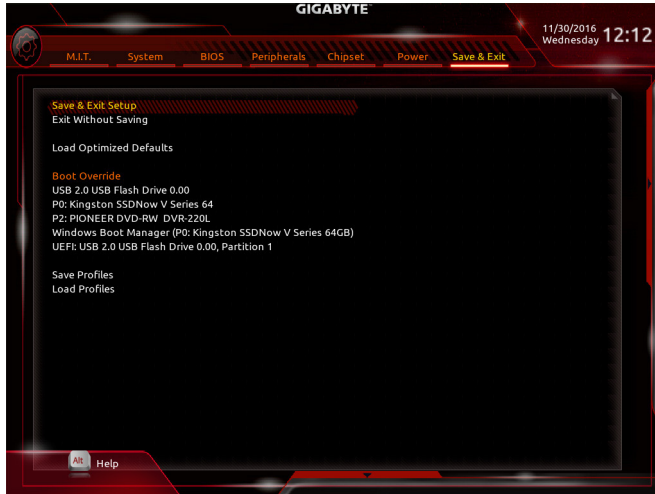 GIGABYTE
11/30/2016
Wednesday
12:12
M.I.T. System BIOS Peripherals Chipset Power Save & Exit
Save & Exit Setup
Exit Without Saving
Load Optimized Defaults
Boot Override
USB 2.0 USB Flash Drive 0.00
P0: Kingston SSDNow V Series 64
P2: PIONEER DVD-RW DVR-220L
Windows Boot Manager (P0: Kingston SSDNow V Series 64GB)
UEFI: USB 2.0 USB Flash Drive 0.00, Partition 1
Save Profiles
Load Profiles
Alt Help